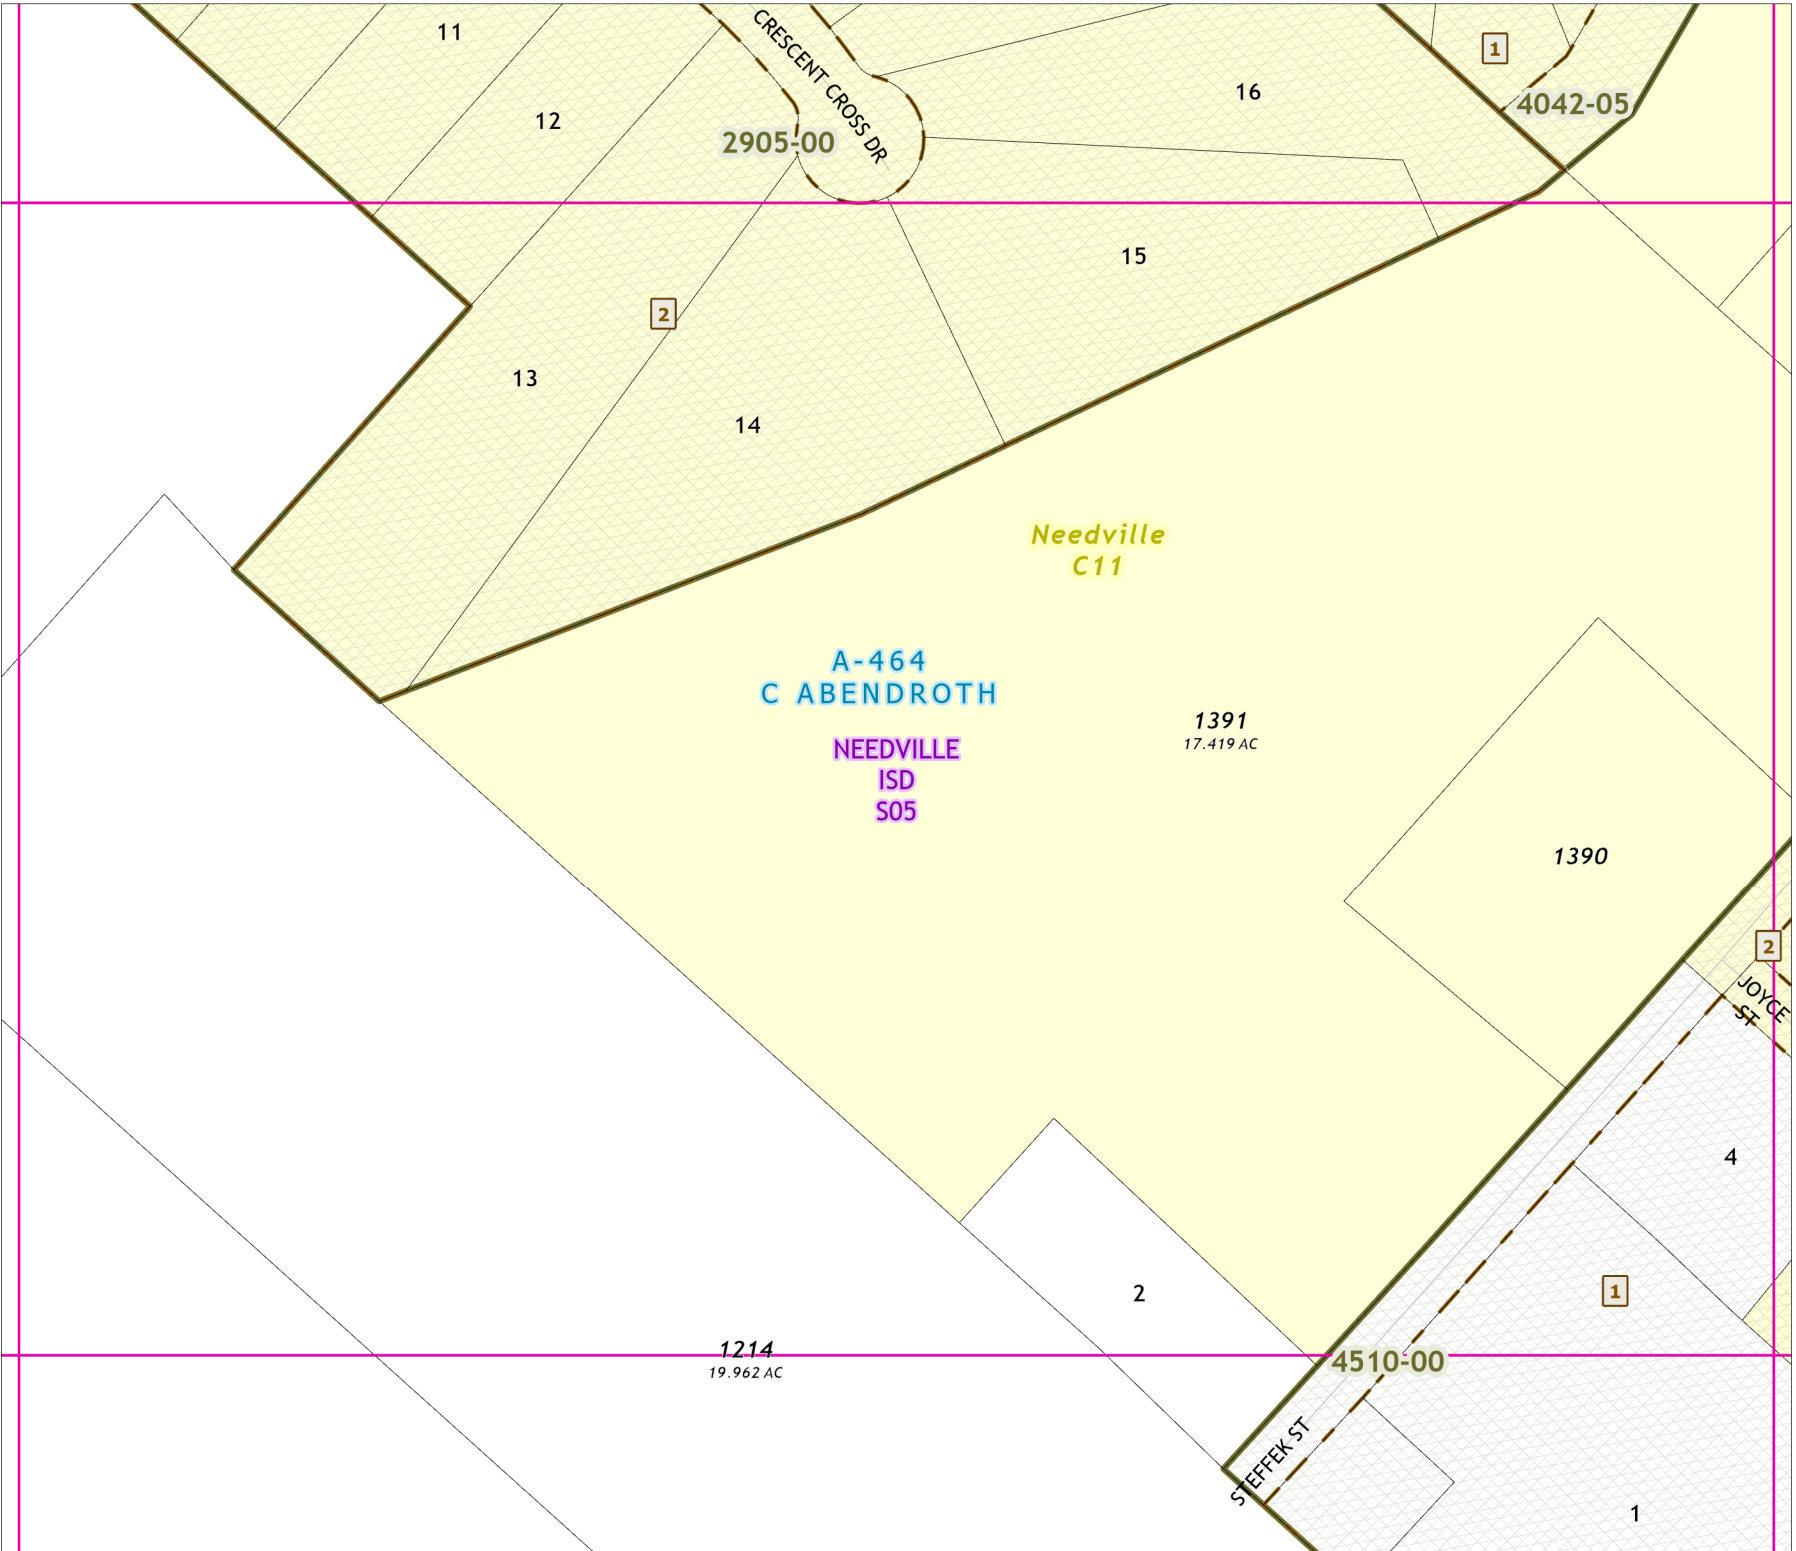 11
1
CRESCENT CROSS DR
16
4042-05
12
2905-00
15
2
13
14
Needville
C11
A-464
C ABENDROTH
1391
17.419 AC
NEEDVILLE
ISD
S05
1390
2
JOYCE
ST
4
2
1
1214
19.962 AC
4510-00
STEFFEK ST
1